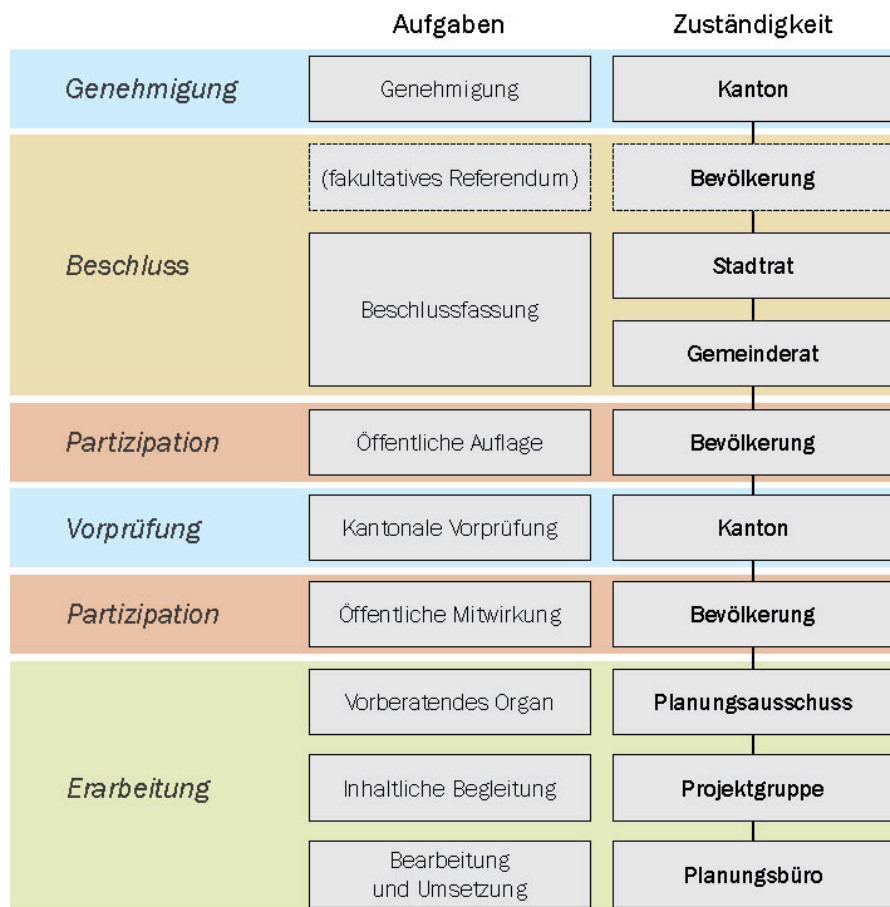 Aufgaben
Zuständigkeit
Genehmigung
Genehmigung
Kanton
Beschluss
(fakultatives Referendum)
Bevölkerung
Beschlussfassung
Stadtrat
Gemeinderat
Partizipation
Öffentliche Auflage
Bevölkerung
Vorprüfung
Kantonale Vorprüfung
Kanton
Partizipation
Öffentliche Mitwirkung
Bevölkerung
Erarbeitung
Vorberatendes Organ
Planungsausschuss
Inhaltliche Begleitung
Projektgruppe
Bearbeitung
und Umsetzung
Planungsbüro